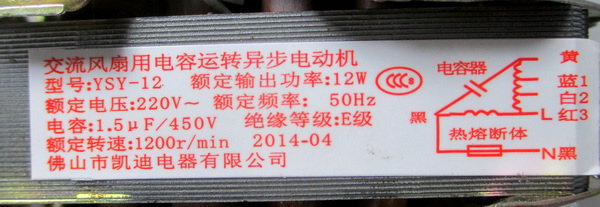 交流风扇用电容运转异步电动机
型号:YSY-12 额定输出功率:12W
额定电压:220V~ 额定频率: 50Hz
电容:1.5μF/450V 绝缘等级:E级
额定转速:1200r/min 2014-04
佛山市凯迪电器有限公司
CCC
电容器
黄
蓝1
白2
黑 L 红3
热熔断体
N 黑